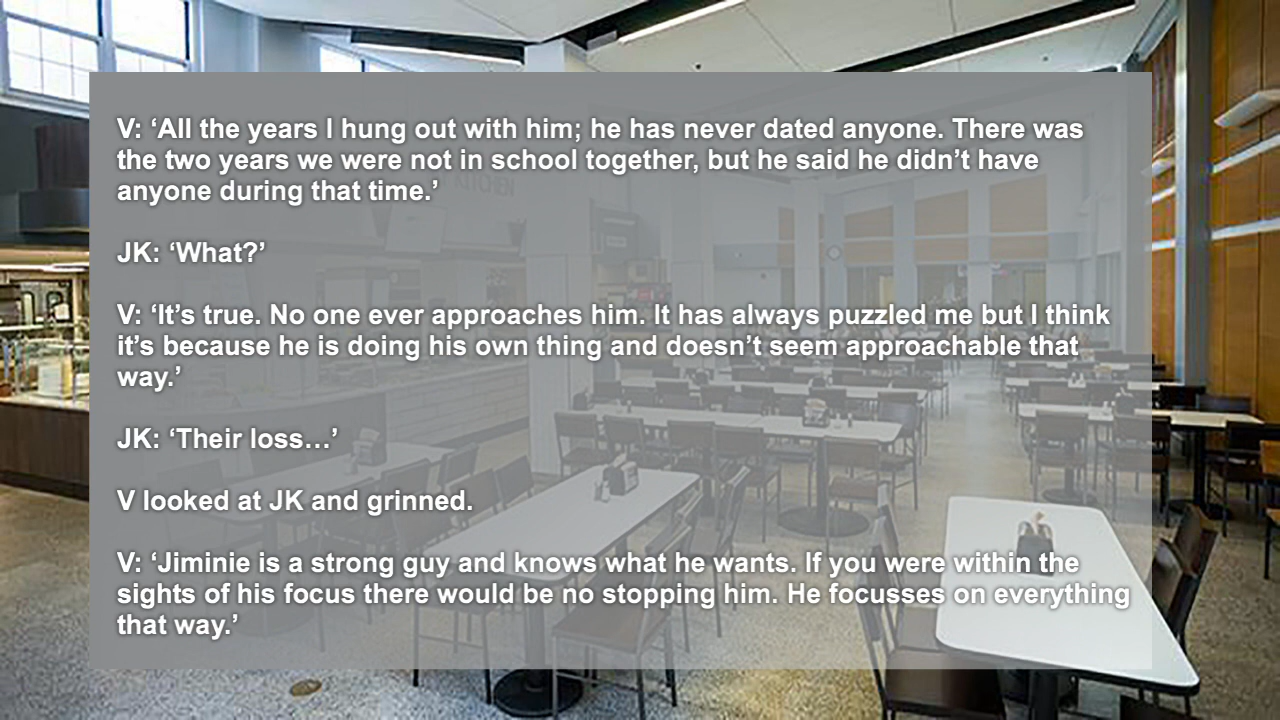 V: ‘All the years I hung out with him; he has never dated anyone. There was
the two years we were not in school together, but he said he didn’t have
anyone during that time.’
JK: ‘What?’
V: ‘It’s true. No one ever approaches him. It has always puzzled me but I think
it’s because he is doing his own thing and doesn’t seem approachable that
way.’
JK: ‘Their loss…’
V looked at JK and grinned.
V: ‘Jiminie is a strong guy and knows what he wants. If you were within the
sights of his focus there would be no stopping him. He focusses on everything
that way.’